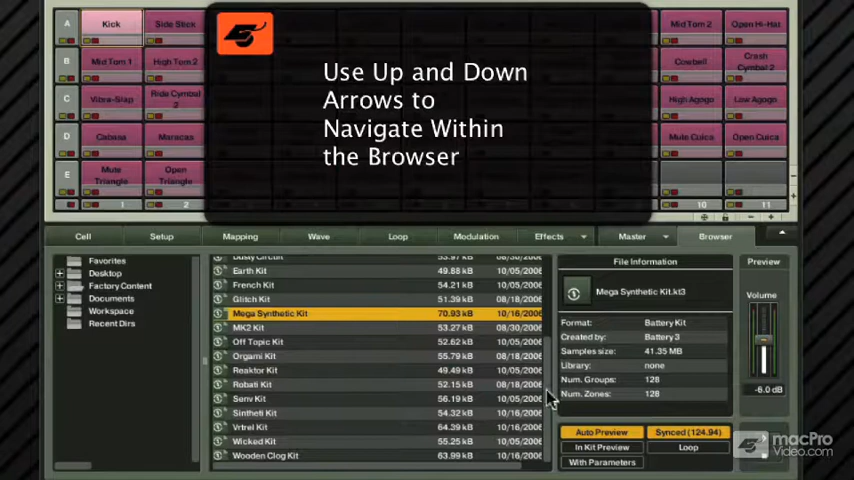 A
Kick
Side Stick
Mid Tom 2
Open Hi-Hat
Use Up and Down
Arrows to
Navigate Within
the Browser
B
Mid Tom 1
High Tom 2
Cowbell
Crash
Cymbal 2
C
Vibra-Slap
Ride Cymbal
2
High Agogo
Low Agogo
D
Cabasa
Maracas
Mute Cuica
Open Cuica
E
Mute
Triangle
Open
Triangle
1
2
10
11
Cell
Setup
Mapping
Wave
Loop
Modulation
Effects
Master
Browser
Favorites
Desktop
Factory Content
Documents
Workspace
Recent Dirs
Dusty Circuit 53.97 kB 08/30/2006
Earth Kit 49.88 kB 10/05/2006
French Kit 54.21 kB 10/05/2006
Glitch Kit 51.39 kB 08/18/2006
Mega Synthetic Kit 70.93 kB 10/16/2006
MK2 Kit 53.27 kB 08/30/2006
Off Topic Kit 52.62 kB 10/05/2006
Orgami Kit 55.79 kB 08/18/2006
Reaktor Kit 49.49 kB 10/05/2006
Robati Kit 52.15 kB 08/18/2006
Senv Kit 56.19 kB 10/05/2006
Sintheti Kit 54.32 kB 10/16/2006
Vrtrel Kit 64.39 kB 10/16/2006
Wicked Kit 55.25 kB 10/05/2006
Wooden Clog Kit 63.99 kB 10/16/2006
File Information
Mega Synthetic Kit.kt3
Format: Battery Kit
Created by: Battery 3
Samples size: 41.35 MB
Library: none
Num. Groups: 128
Num. Zones: 128
Auto Preview
Synced (124.94)
In Kit Preview
Loop
With Parameters
Preview
Volume
-6.0 dB
macPro
Video.com